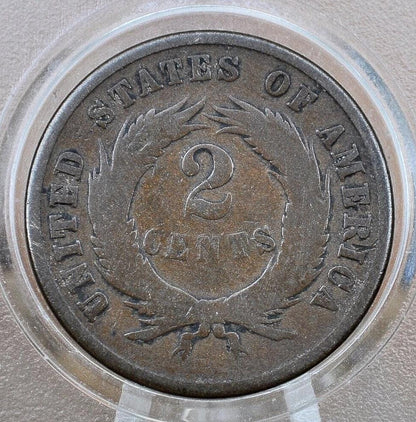 UNITED STATES OF AMERICA
2
CENTS